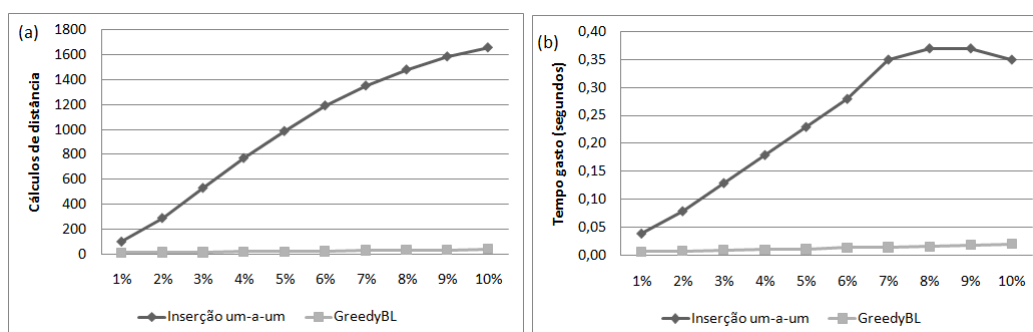 (a)
Cálculos de distância
1800
1600
1400
1200
1000
800
600
400
200
0
1% 2% 3% 4% 5% 6% 7% 8% 9% 10%
Inserção um-a-um GreedyBL
(b)
Tempo gasto (segundos)
0,40
0,35
0,30
0,25
0,20
0,15
0,10
0,05
0,00
1% 2% 3% 4% 5% 6% 7% 8% 9% 10%
Inserção um-a-um GreedyBL